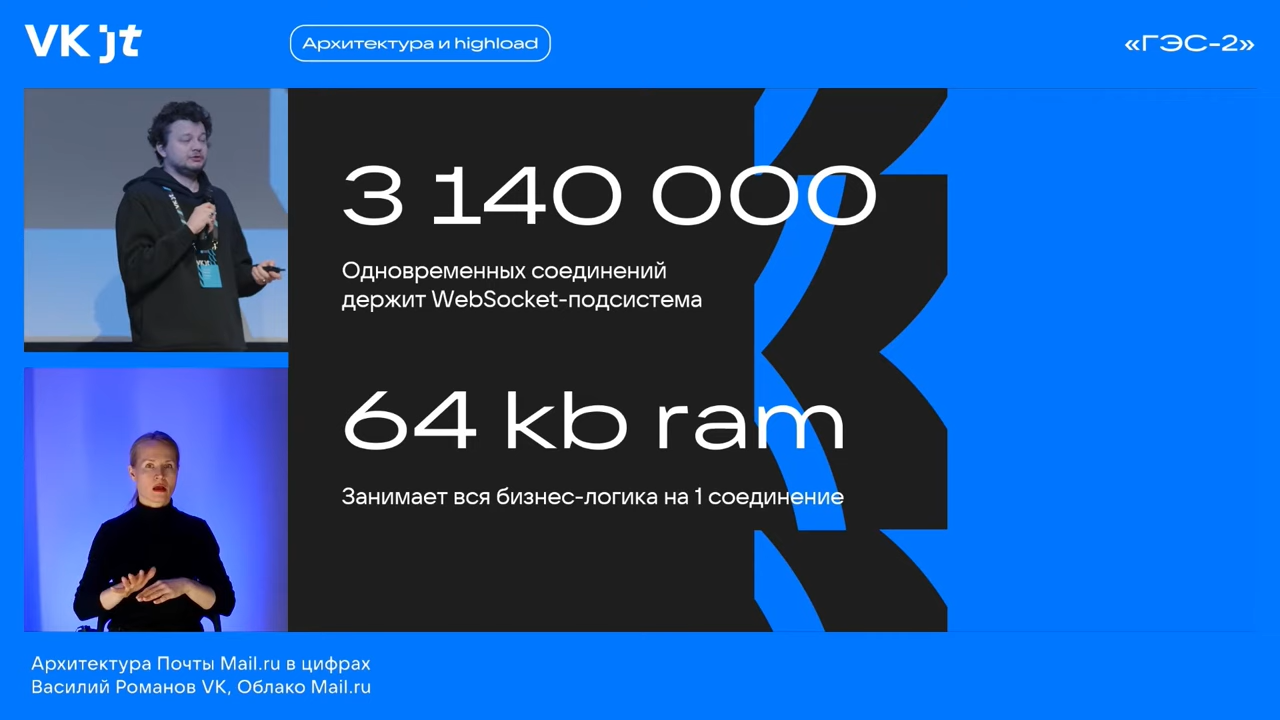 VK jt
Архитектура и highload
«ГЭС-2»
3 140 000
Одновременных соединений
держит WebSocket-подсистема
64 kb ram
Занимает вся бизнес-логика на 1 соединение
Архитектура Почты Mail.ru в цифрах
Василий Романов VK, Облако Mail.ru